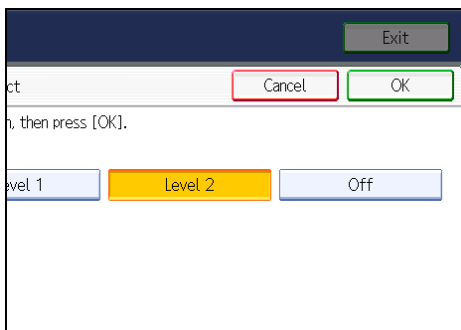 Exit
ct Cancel OK
n, then press [OK].
evel 1 Level 2 Off